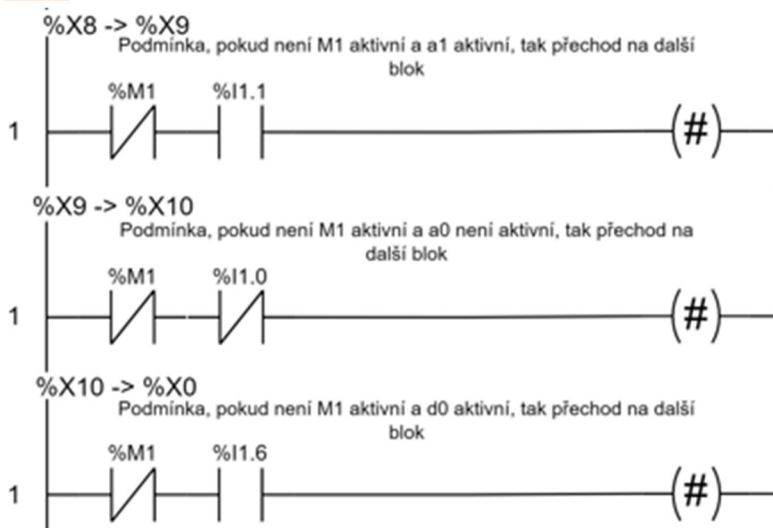 %X8 -> %X9
Podmínka, pokud není M1 aktivní a a1 aktivní, tak přechod na další
blok
%M1 %I1.1
1 (#)
%X9 -> %X10
Podmínka, pokud není M1 aktivní a a0 není aktivní, tak přechod na
další blok
%M1 %I1.0
1 (#)
%X10 -> %X0
Podmínka, pokud není M1 aktivní a d0 aktivní, tak přechod na další
blok
%M1 %I1.6
1 (#)